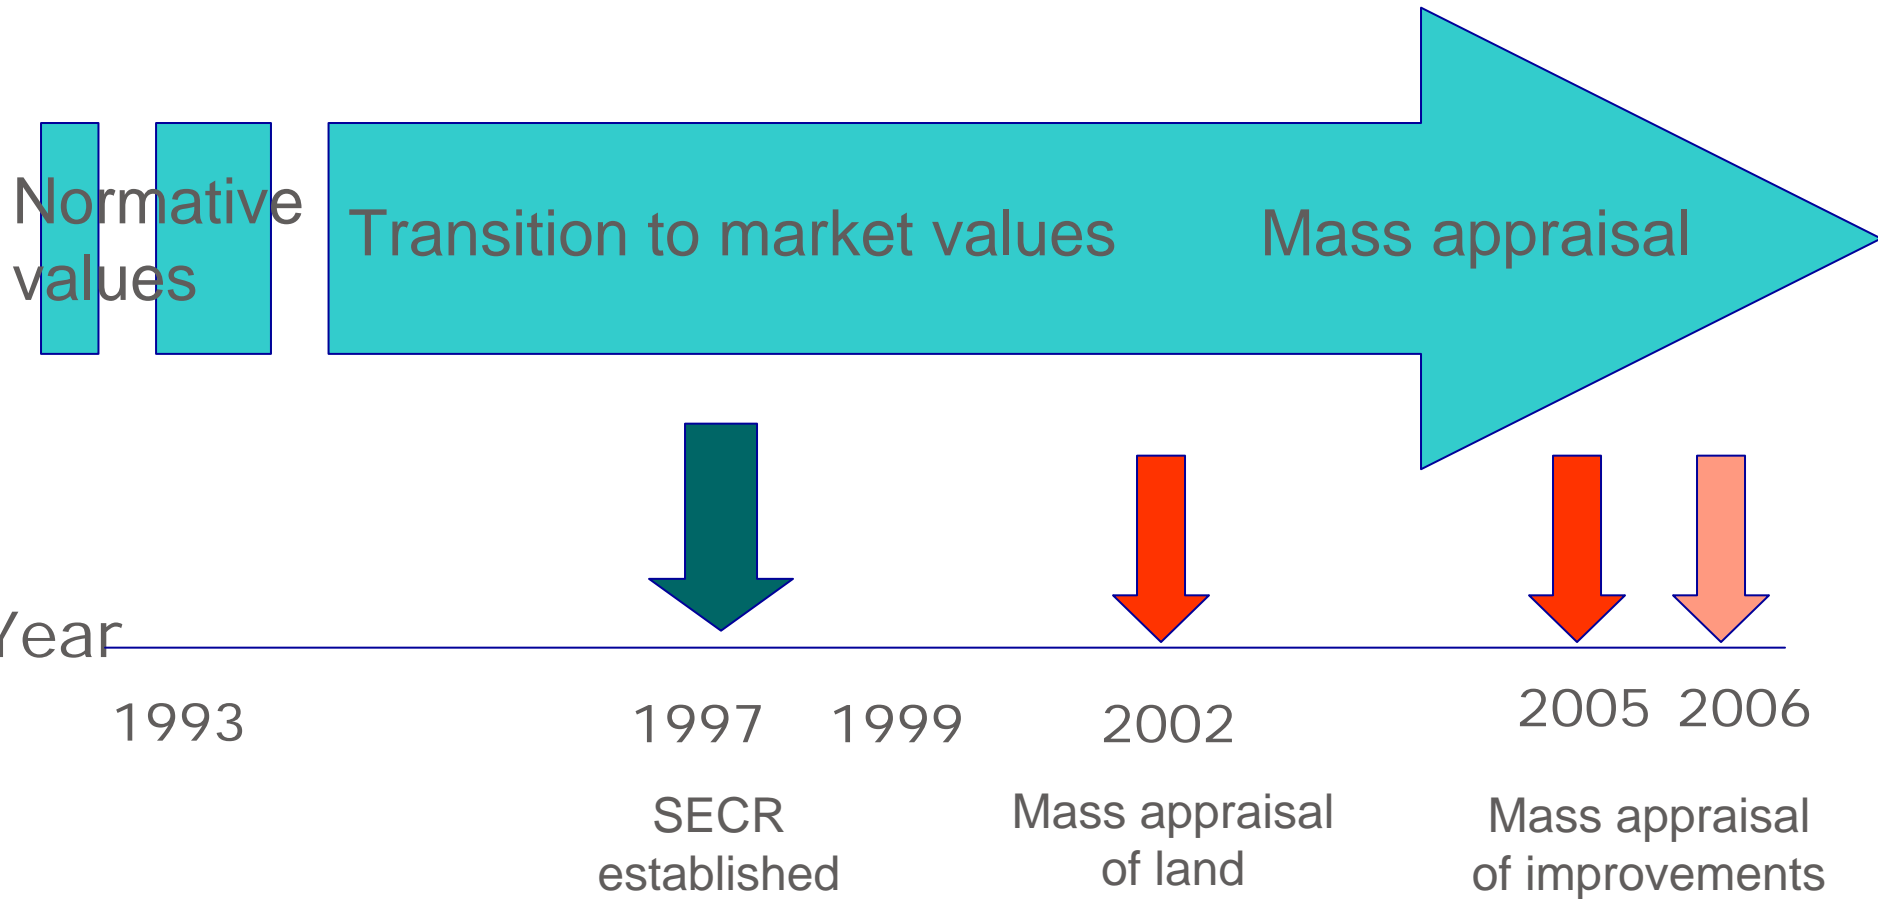 Normative
values
Transition to market values
Mass appraisal
Year
1993
1997
1999
2002
2005
2006
SECR
established
Mass appraisal
of land
Mass appraisal
of improvements